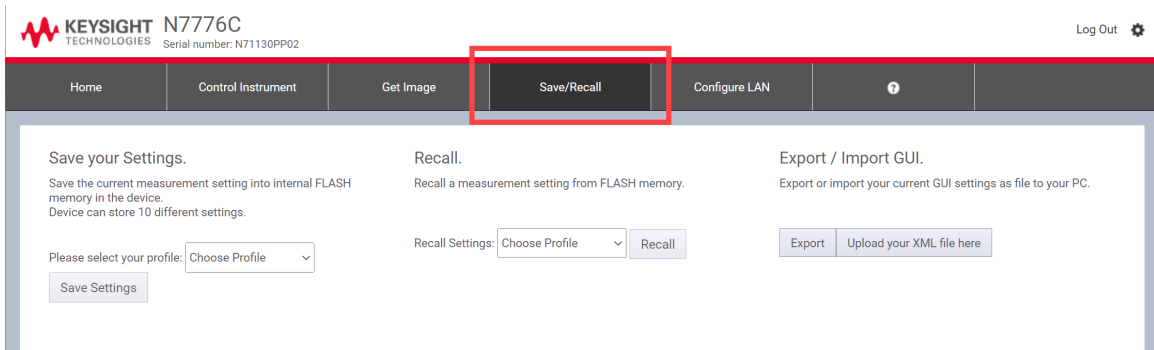 KEYSIGHT
TECHNOLOGIES
N7776C
Serial number: N71130PP02
Log Out
Home
Control Instrument
Get Image
Save/Recall
Configure LAN
?
Save your Settings.
Save the current measurement setting into internal FLASH
memory in the device.
Device can store 10 different settings.
Please select your profile: Choose Profile
Save Settings
Recall.
Recall a measurement setting from FLASH memory.
Recall Settings: Choose Profile
Recall
Export / Import GUI.
Export or import your current GUI settings as file to your PC.
Export
Upload your XML file here